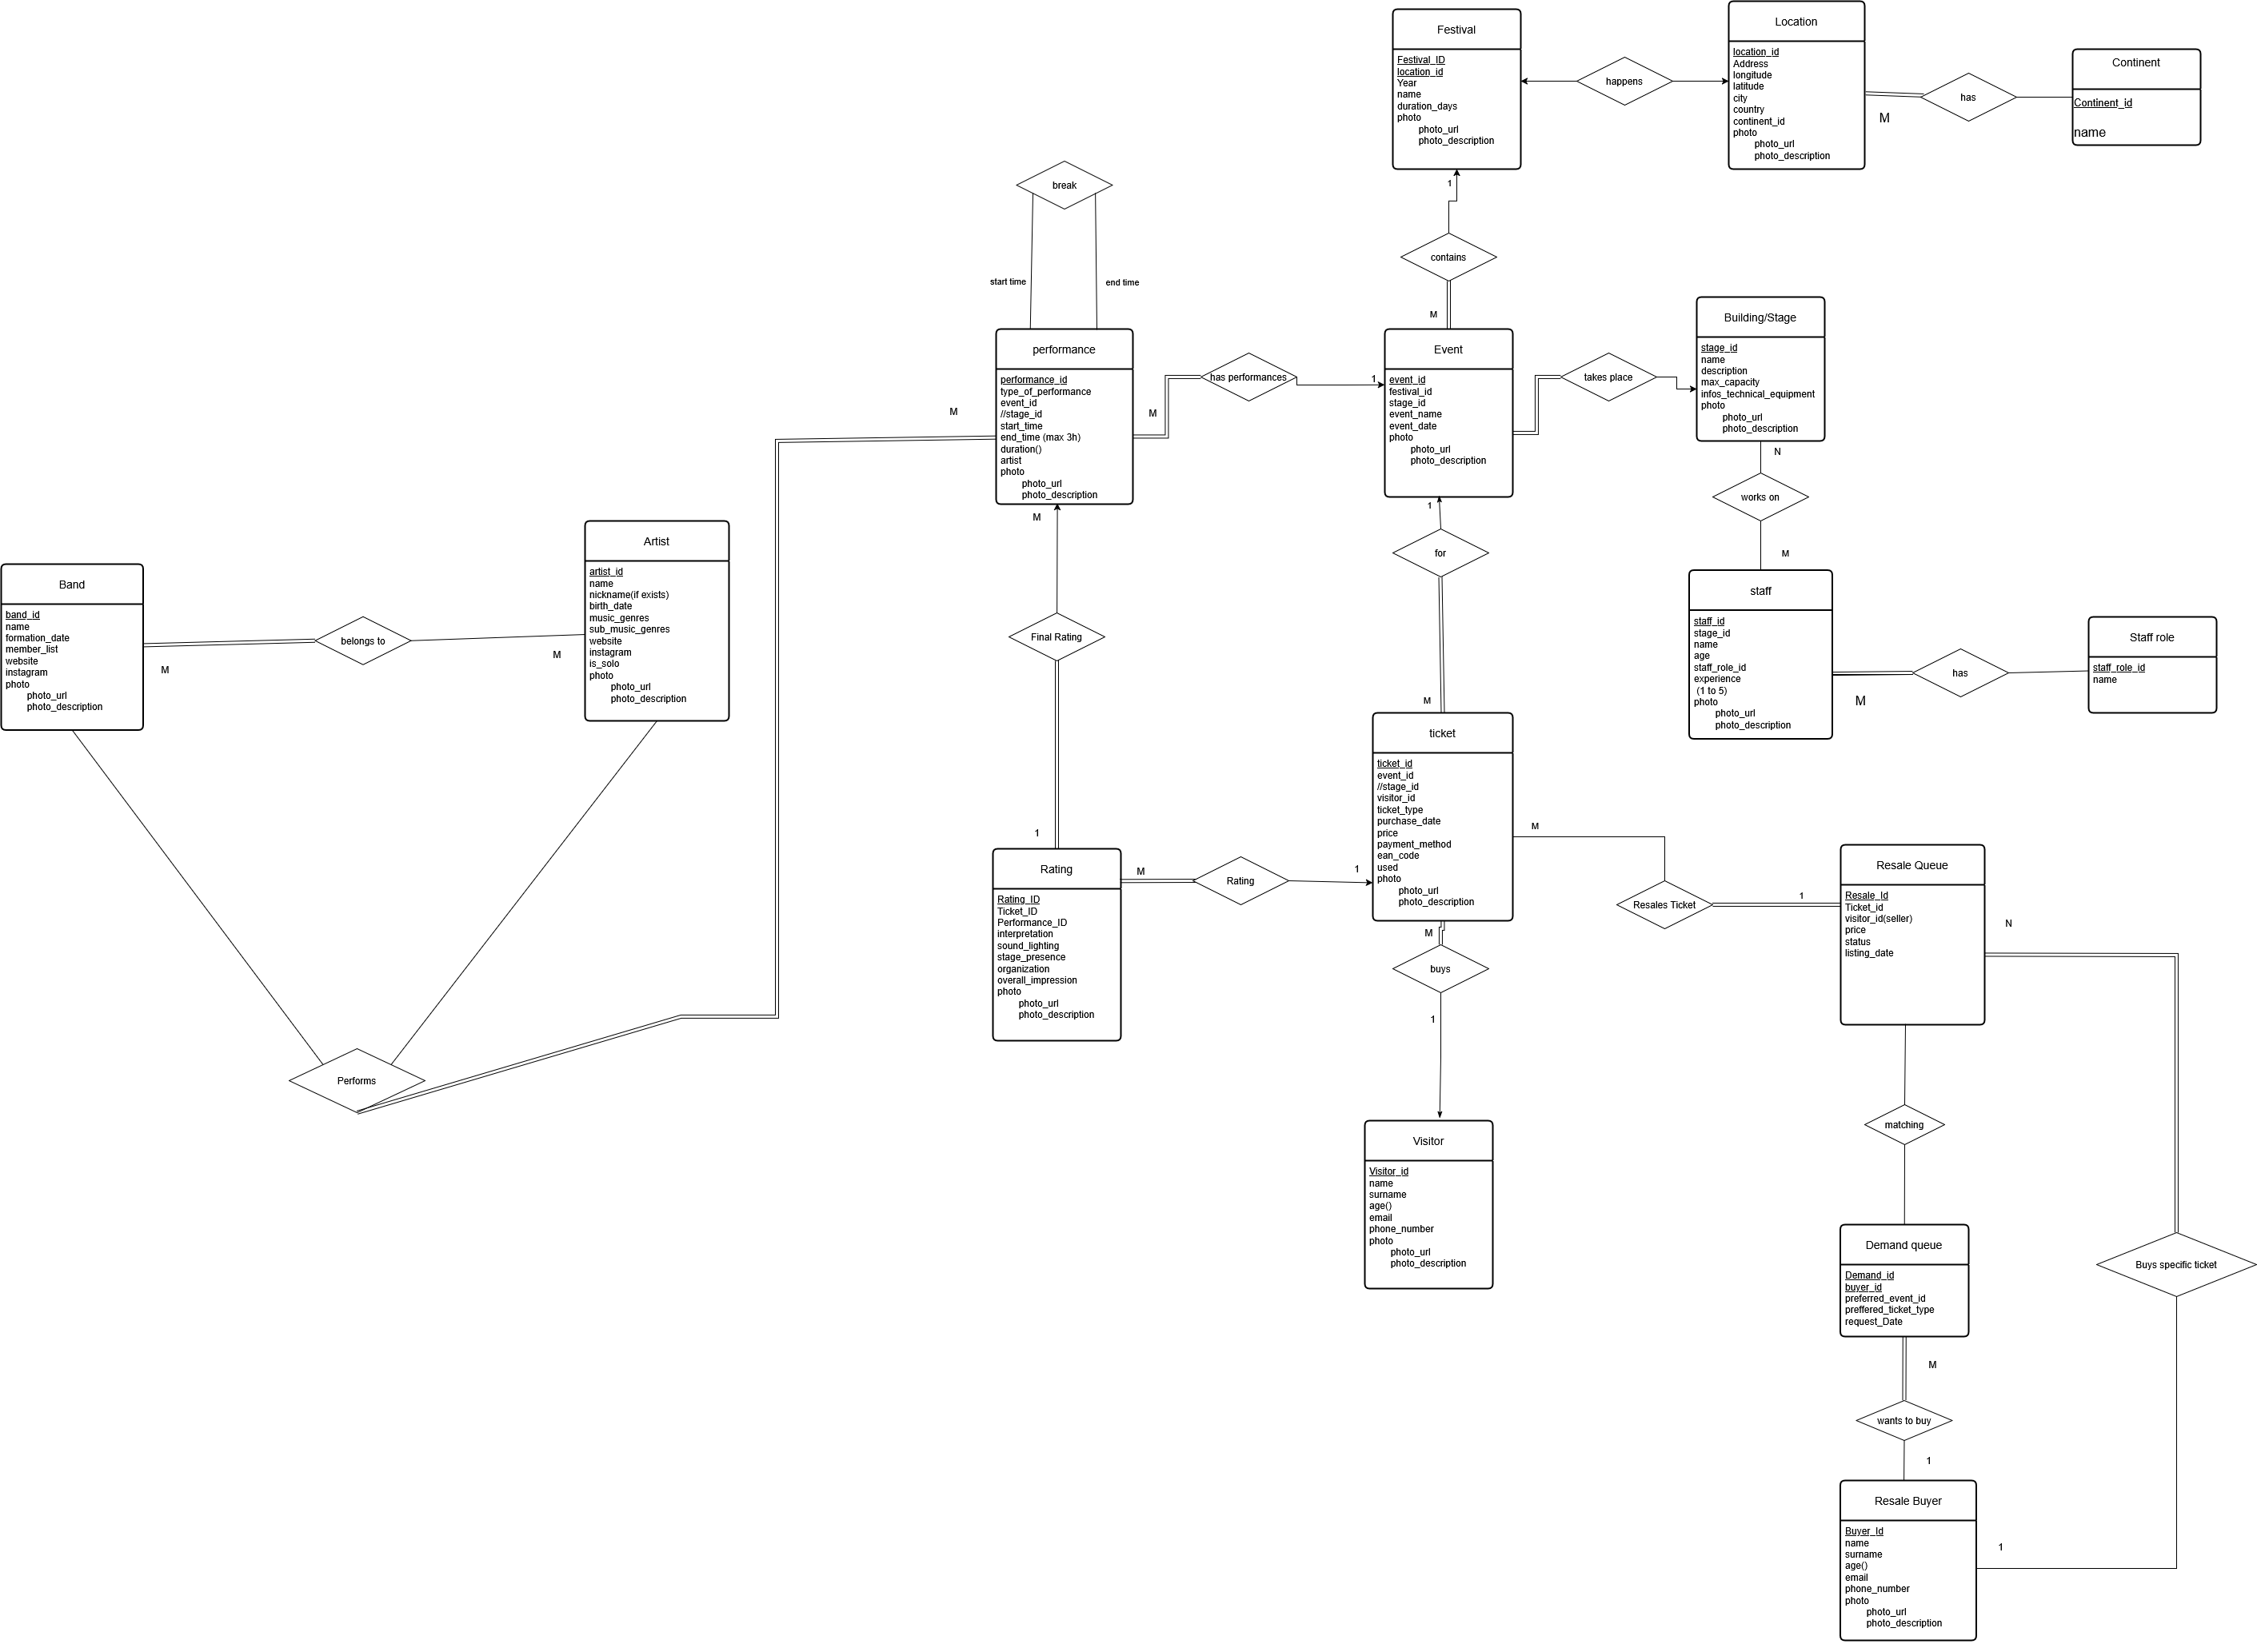 Festival
Festival_ID
location_id
Year
name
duration_days
photo
photo_url
photo_description
happens
Location
location_id
Address
longitude
latitude
city
country
continent_id
photo
photo_url
photo_description
M
has
Continent
Continent_id
name
break
start time
end time
1
contains
M
performance
performance_id
type_of_performance
event_id
//stage_id
start_time
end_time (max 3h)
duration()
artist
photo
photo_url
photo_description
M
M
has performances
1
Event
event_id
festival_id
stage_id
event_name
event_date
photo
photo_url
photo_description
takes place
Building/Stage
stage_id
name
description
max_capacity
infos_technical_equipment
photo
photo_url
photo_description
N
works on
M
staff
staff_id
stage_id
name
age
staff_role_id
experience
(1 to 5)
photo
photo_url
photo_description
M
has
Staff role
staff_role_id
name
Band
band_id
name
formation_date
member_list
website
instagram
photo
photo_url
photo_description
M
belongs to
M
Artist
artist_id
name
nickname(if exists)
birth_date
music_genres
sub_music_genres
website
instagram
is_solo
photo
photo_url
photo_description
Performs
M
Final Rating
1
1
for
M
Rating
Rating_ID
Ticket_ID
Performance_ID
interpretation
sound_lighting
stage_presence
organization
overall_impression
photo
photo_url
photo_description
M
Rating
1
ticket
ticket_id
event_id
//stage_id
visitor_id
ticket_type
purchase_date
price
payment_method
ean_code
used
photo
photo_url
photo_description
M
Resales Ticket
1
Resale Queue
Resale_Id
Ticket_id
visitor_id(seller)
price
status
listing_date
N
M
buys
1
Visitor
Visitor_id
name
surname
age()
email
phone_number
photo
photo_url
photo_description
matching
Demand queue
Demand_id
buyer_id
preferred_event_id
preffered_ticket_type
request_Date
Buys specific ticket
M
wants to buy
1
Resale Buyer
Buyer_Id
name
surname
age()
email
phone_number
photo
photo_url
photo_description
1